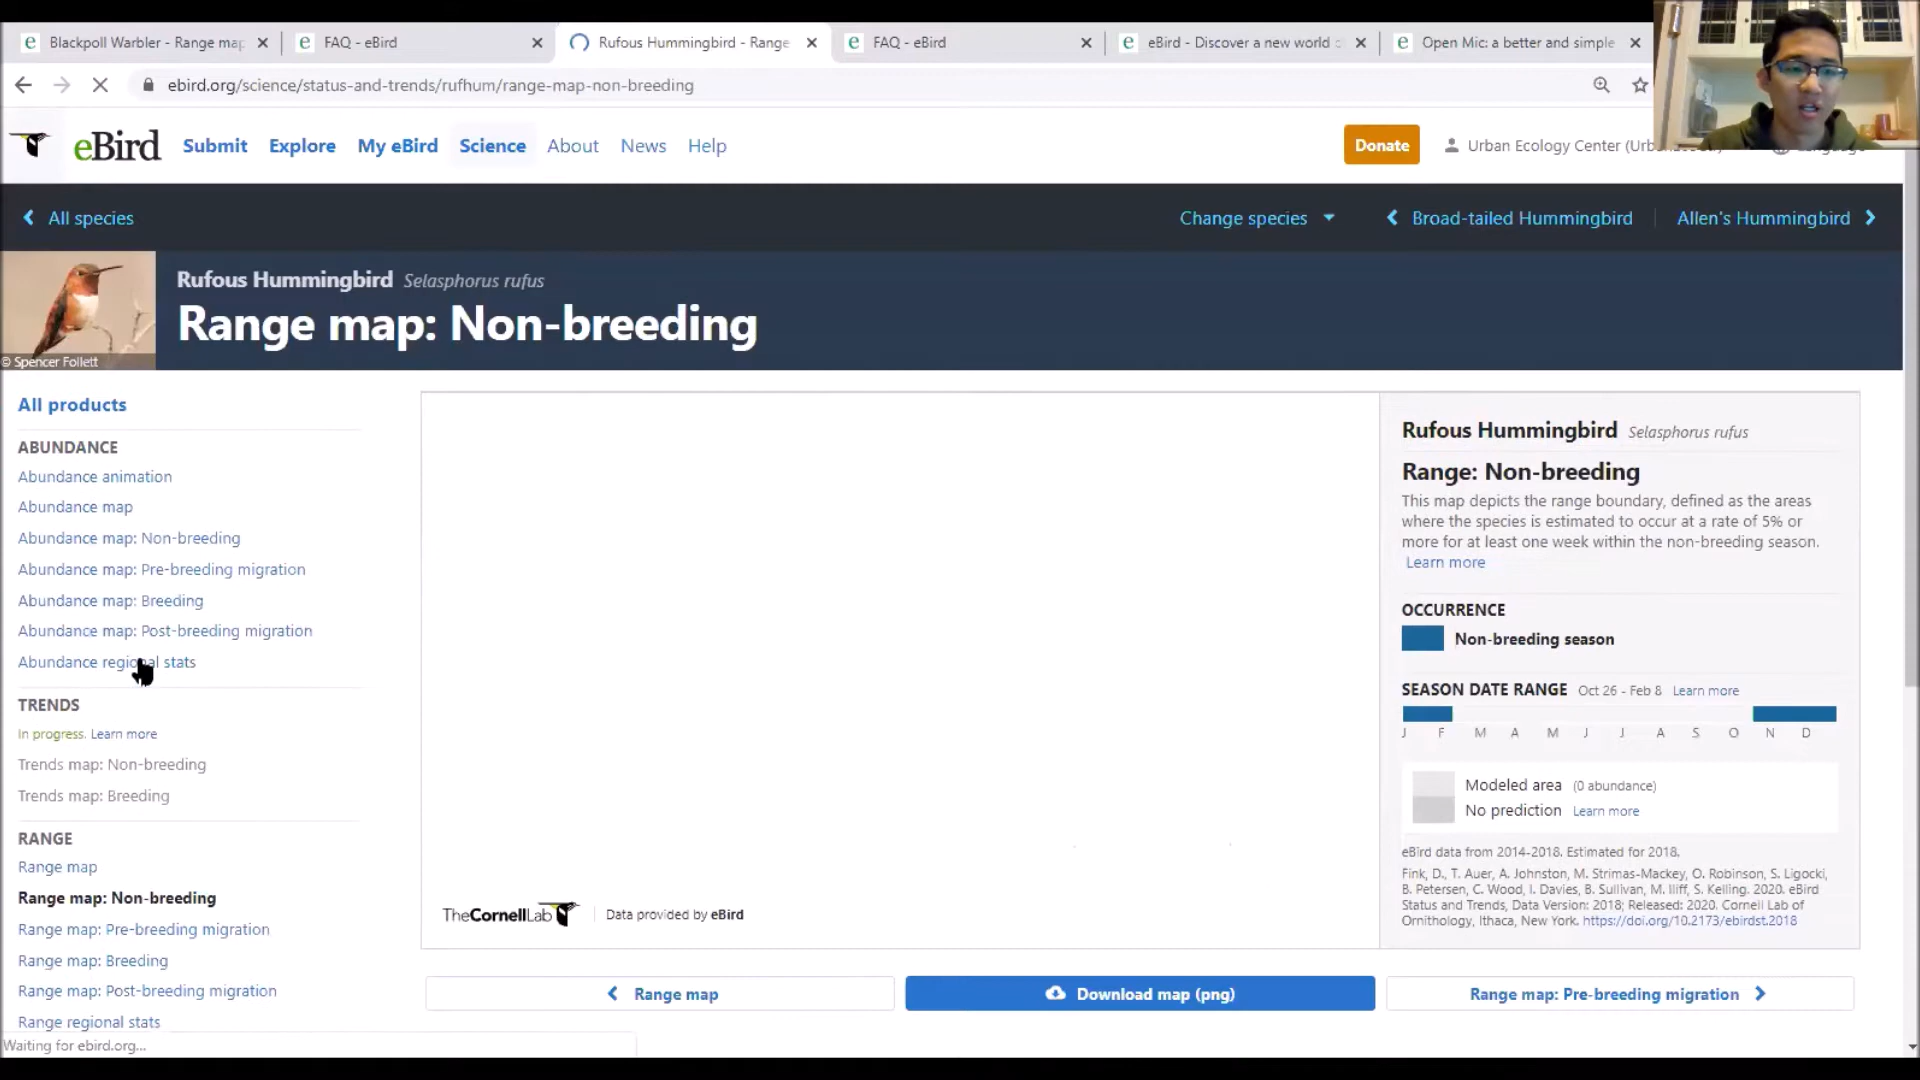 Blackpoll Warbler - Range map
FAQ - eBird
Rufous Hummingbird - Range
FAQ - eBird
eBird - Discover a new world
Open Mic: a better and simple
ebird.org/science/status-and-trends/rufhum/range-map-non-breeding
eBird
Submit
Explore
My eBird
Science
About
News
Help
Donate
Urban Ecology Center
All species
Change species
Broad-tailed Hummingbird
Allen's Hummingbird
Rufous Hummingbird Selasphorus rufus
Range map: Non-breeding
© Spencer Follett
All products
ABUNDANCE
Abundance animation
Abundance map
Abundance map: Non-breeding
Abundance map: Pre-breeding migration
Abundance map: Breeding
Abundance map: Post-breeding migration
Abundance regional stats
TRENDS
In progress. Learn more
Trends map: Non-breeding
Trends map: Breeding
RANGE
Range map
Range map: Non-breeding
Range map: Pre-breeding migration
Range map: Breeding
Range map: Post-breeding migration
Range regional stats
Waiting for ebird.org...
TheCornellLab
Data provided by eBird
Rufous Hummingbird Selasphorus rufus
Range: Non-breeding
This map depicts the range boundary, defined as the areas
where the species is estimated to occur at a rate of 5% or
more for at least one week within the non-breeding season.
Learn more
OCCURRENCE
Non-breeding season
SEASON DATE RANGE Oct 26 - Feb 8 Learn more
J F M A M J J A S O N D
Modeled area (0 abundance)
No prediction Learn more
eBird data from 2014-2018. Estimated for 2018.
Fink, D., T. Auer, A. Johnston, M. Strimas-Mackey, O. Robinson, S. Ligocki,
B. Petersen, C. Wood, I. Davies, B. Sullivan, M. Iliff, S. Kelling. 2020. eBird
Status and Trends, Data Version: 2018; Released: 2020. Cornell Lab of
Ornithology, Ithaca, New York. https://doi.org/10.2173/ebirdst.2018
Range map
Download map (png)
Range map: Pre-breeding migration